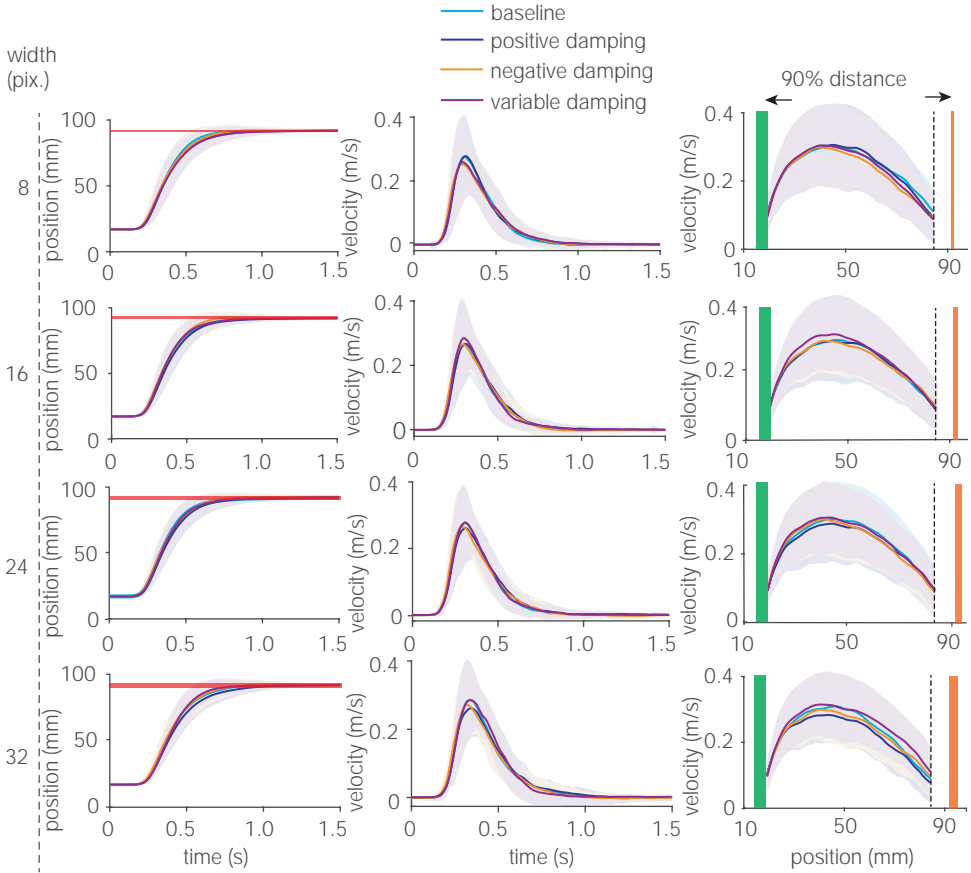 baseline
positive damping
negative damping
variable damping
width
(pix.)
90% distance
8
position (mm)
100
50
0
0 0.5 1.0 1.5
velocity (m/s)
0.4
0.2
0
0 0.5 1.0 1.5
velocity (m/s)
0.4
0.2
0
10 50 90
16
position (mm)
100
50
0
0 0.5 1.0 1.5
velocity (m/s)
0.4
0.2
0
0 0.5 1.0 1.5
velocity (m/s)
0.4
0.2
0
10 50 90
24
position (mm)
100
50
0
0 0.5 1.0 1.5
velocity (m/s)
0.4
0.2
0
0 0.5 1.0 1.5
velocity (m/s)
0.4
0.2
0
10 50 90
32
position (mm)
100
50
0
0 0.5 1.0 1.5
velocity (m/s)
0.4
0.2
0
0 0.5 1.0 1.5
velocity (m/s)
0.4
0.2
0
10 50 90
time (s)
time (s)
position (mm)